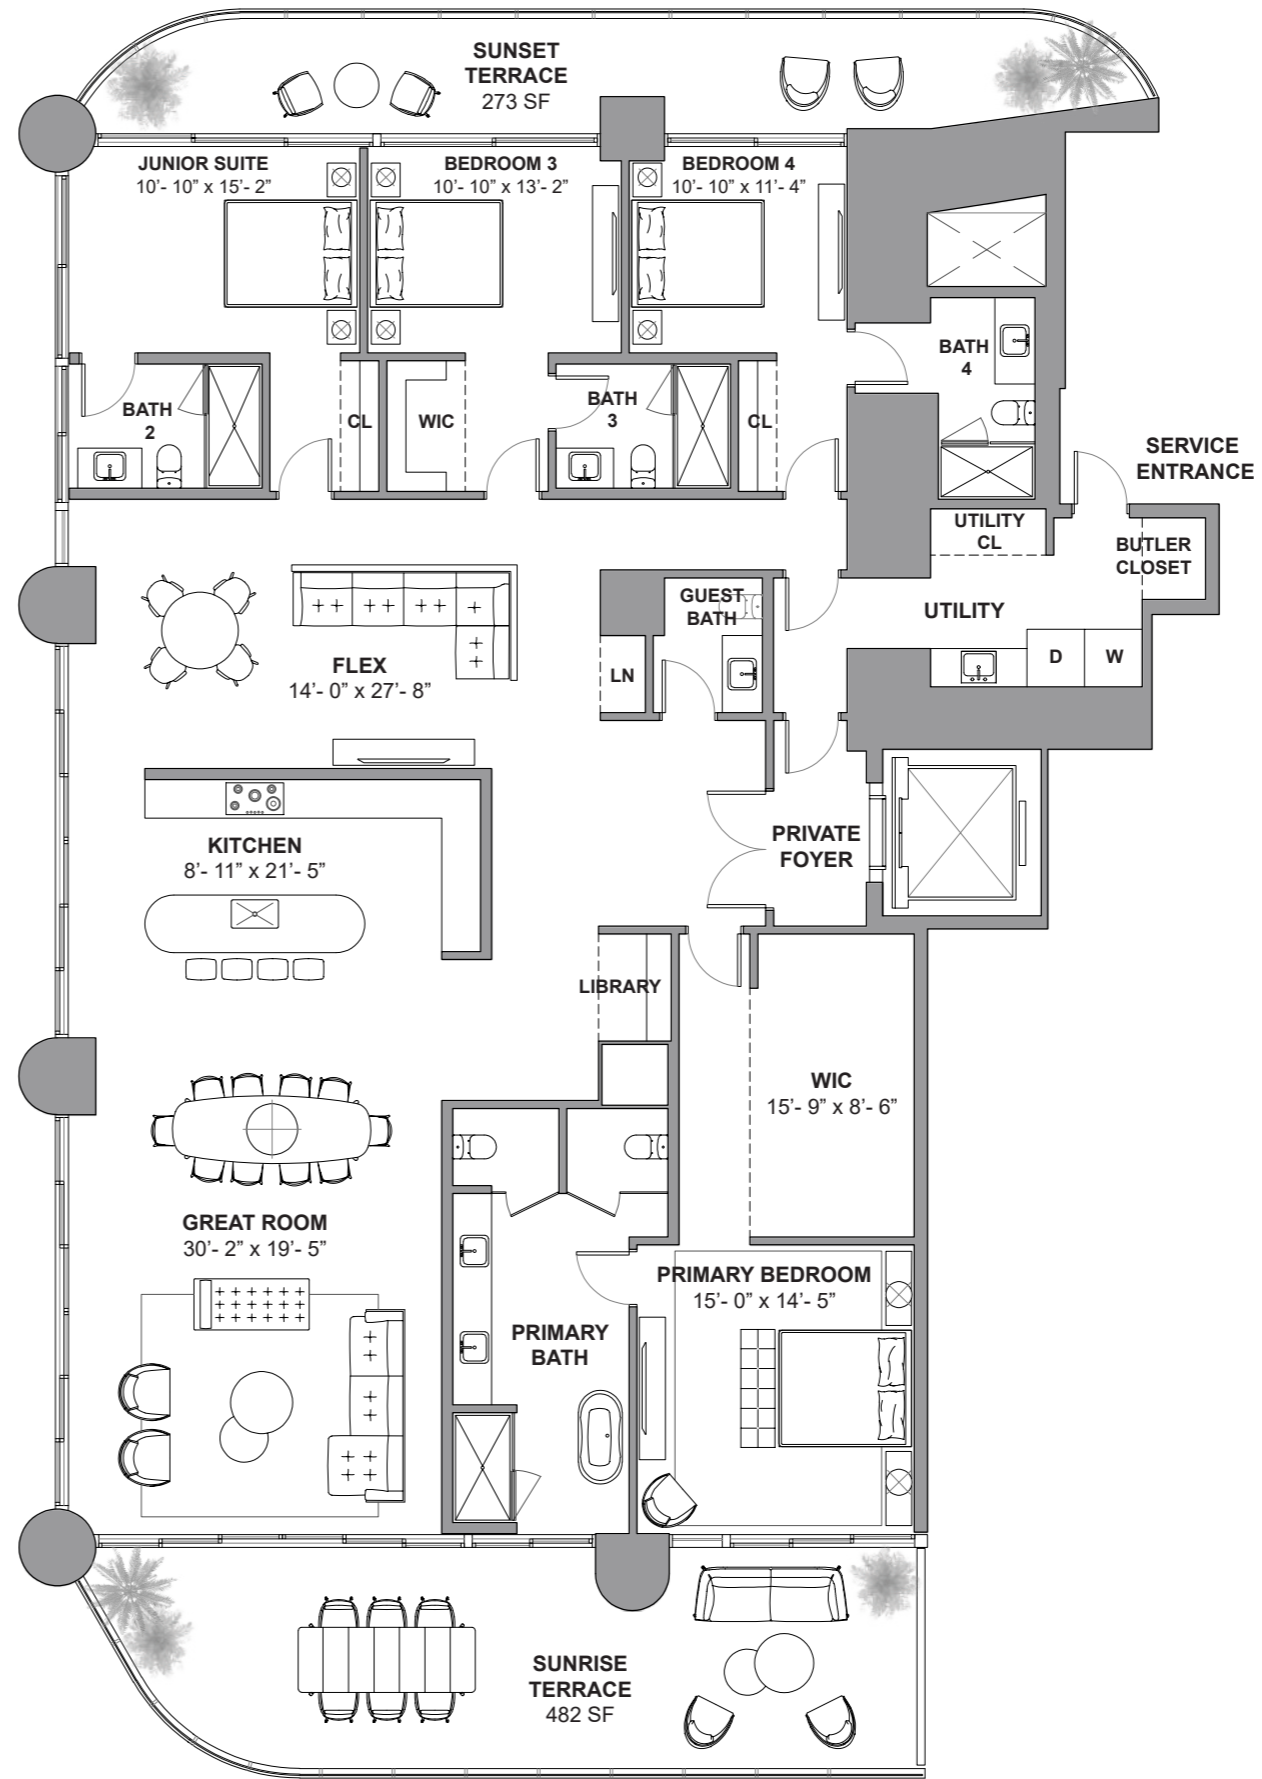 SUNSET
TERRACE
273 SF
JUNIOR SUITE
10’- 10” x 15’- 2”
BEDROOM 3
10’- 10” x 13’- 2”
BEDROOM 4
10’- 10” x 11’- 4”
BATH
4
BATH
2
CL
WIC
BATH
3
CL
SERVICE
ENTRANCE
UTILITY
CL
BUTLER
CLOSET
GUEST
BATH
UTILITY
FLEX
14’- 0” x 27’- 8”
LN
D
W
KITCHEN
8’- 11” x 21’- 5”
PRIVATE
FOYER
LIBRARY
WIC
15’- 9” x 8’- 6”
GREAT ROOM
30’- 2” x 19’- 5”
PRIMARY BEDROOM
15’- 0” x 14’- 5”
PRIMARY
BATH
SUNRISE
TERRACE
482 SF